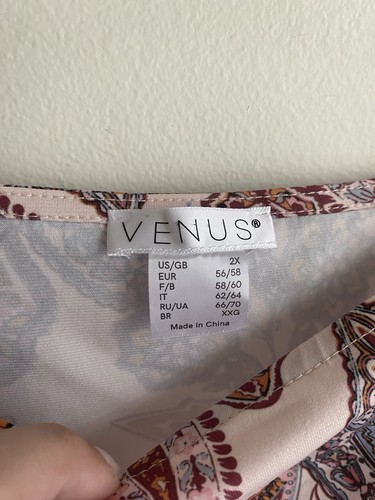 VENUS®
US/GB 2X
EUR 56/58
F/B 58/60
IT 62/64
RU/UA 66/70
BR XXG
Made in China